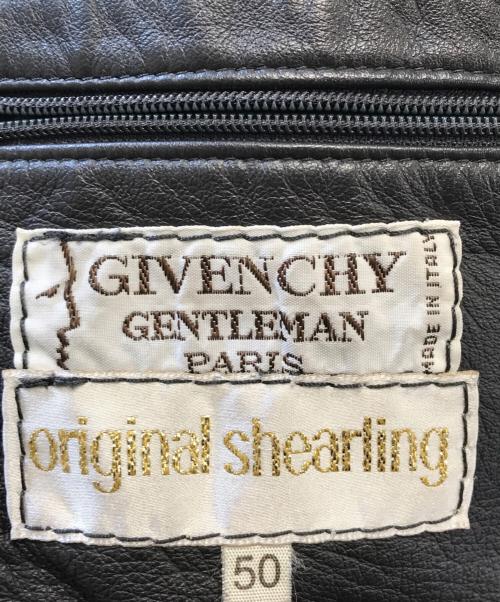 GIVENCHY
GENTLEMAN
PARIS
MADE IN ITALY
original shearling
50